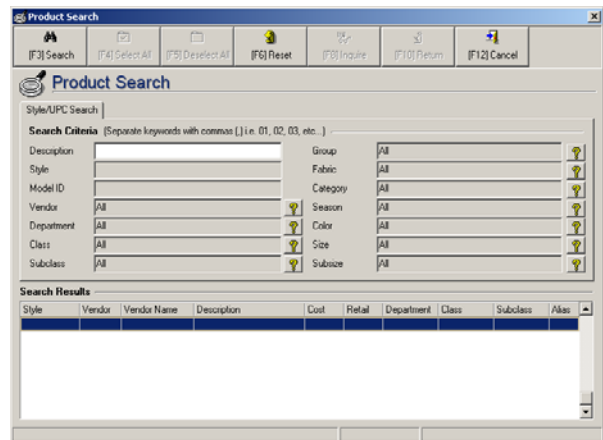 Product Search
[F3] Search [F4] Select All [F5] Deselect All [F6] Reset [F8] Inquire [F10] Return [F12] Cancel
Product Search
Style/UPC Search
Search Criteria (Separate keywords with commas (,) i.e. 01, 02, 03, etc...)
Description Group All
Style Fabric All
Model ID Category All
Vendor All Season All
Department All Color All
Class All Size All
Subclass All Subsize All
Search Results
Style Vendor Vendor Name Description Cost Retail Department Class Subclass Alias